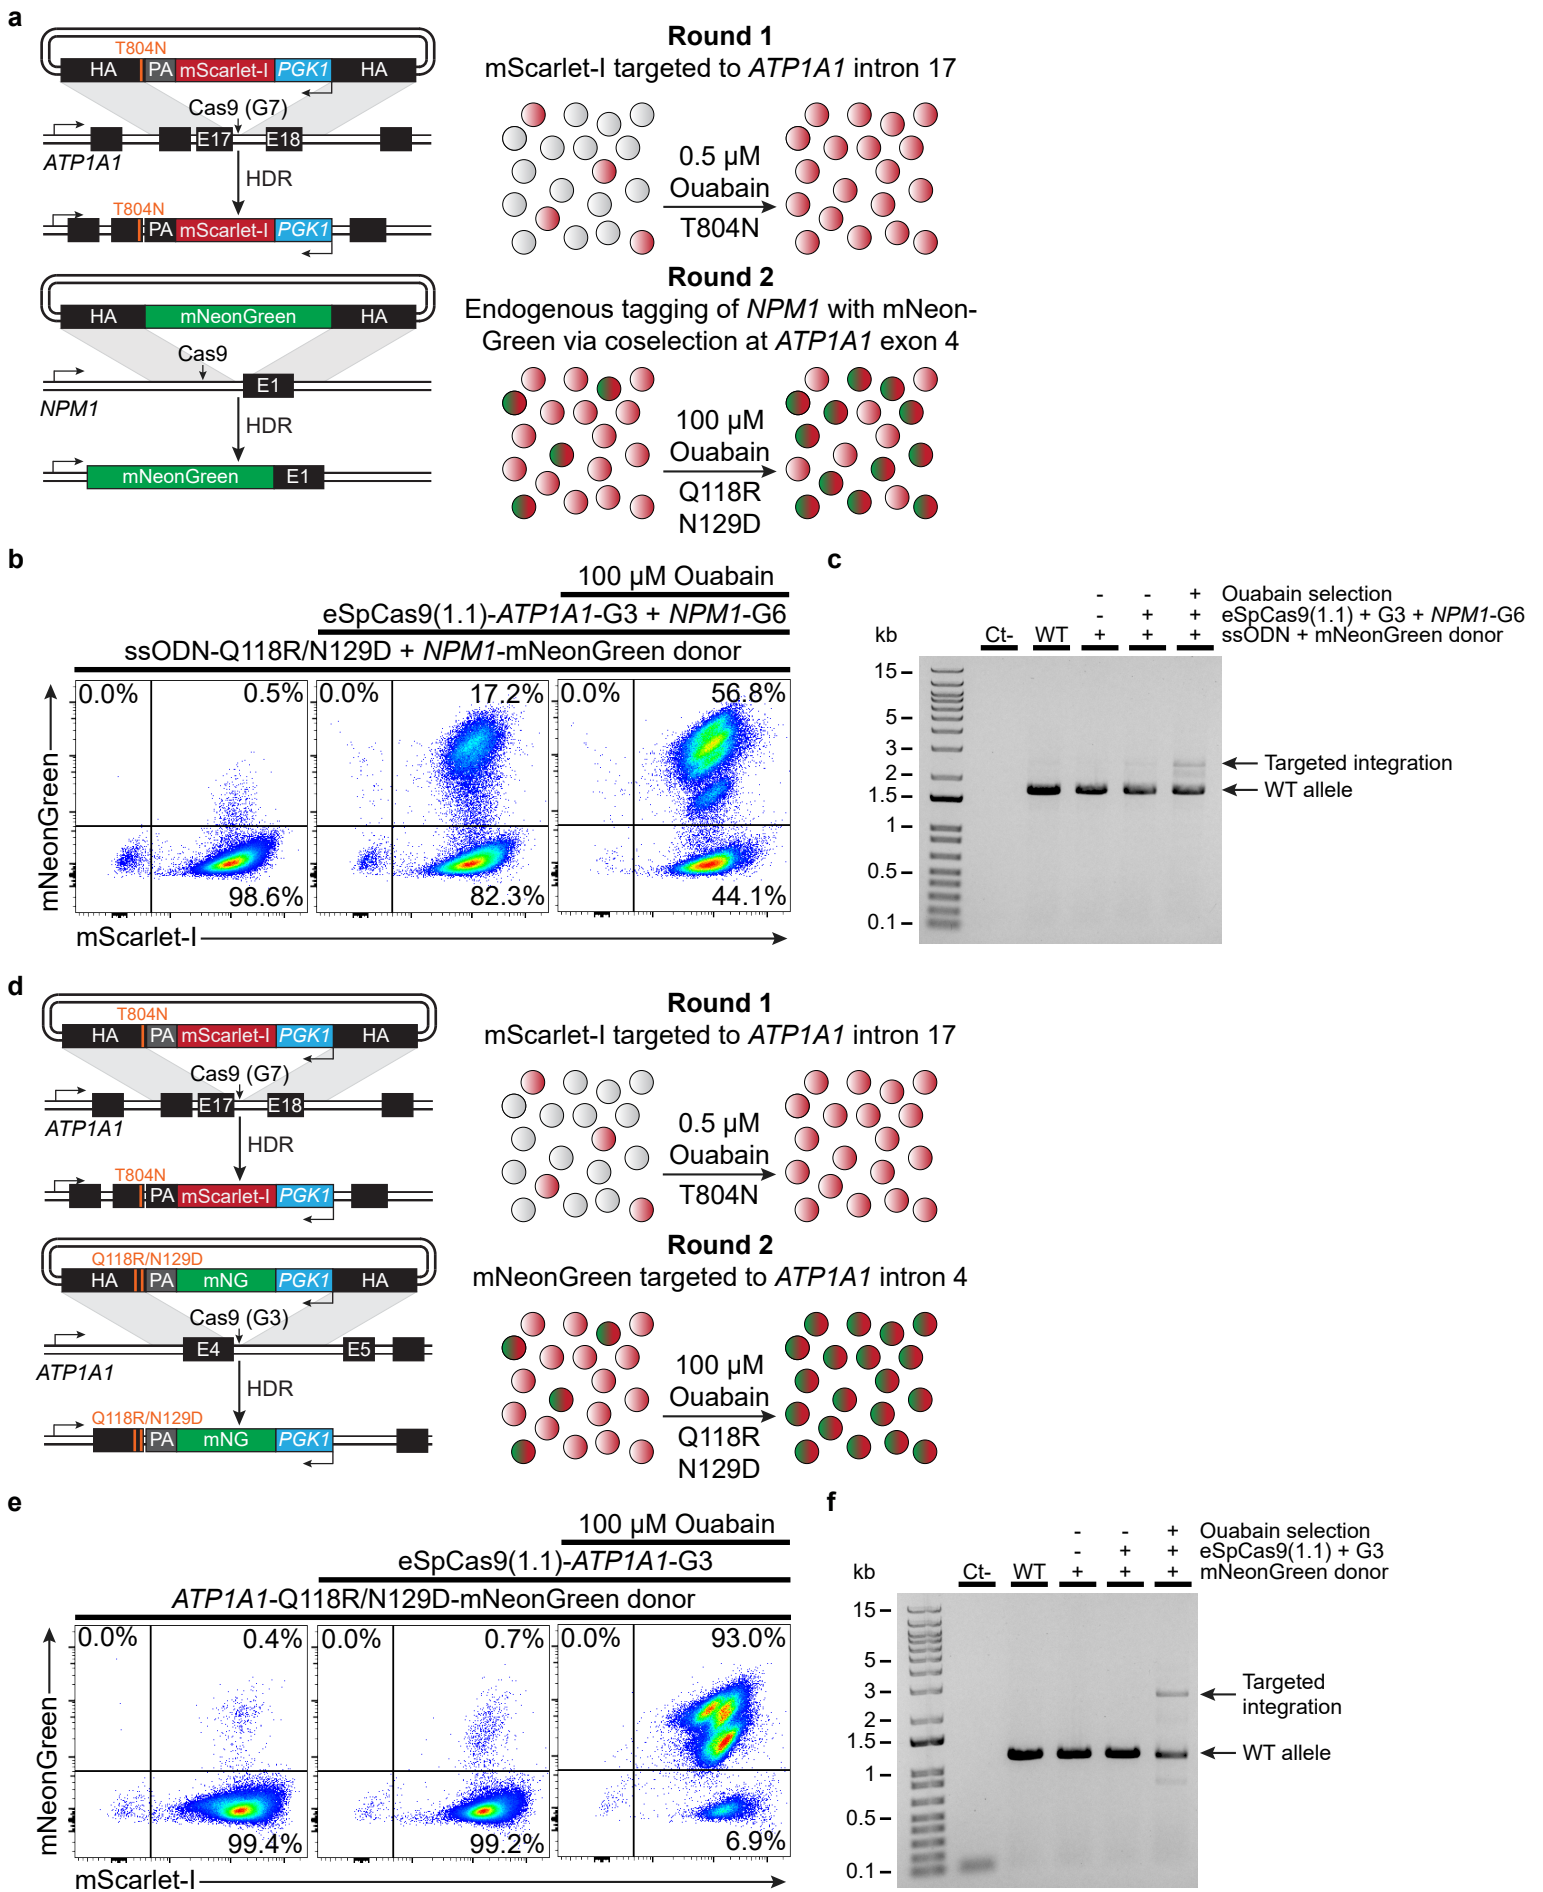 a
T804N
HA PA mScarlet-I PGK1 HA
Cas9 (G7)
E17 E18
ATP1A1
HDR
T804N
PA mScarlet-I PGK1
HA mNeonGreen HA
Cas9
E1
NPM1
HDR
mNeonGreen E1
Round 1
mScarlet-I targeted to ATP1A1 intron 17
0.5 µM
Ouabain
T804N
Round 2
Endogenous tagging of NPM1 with mNeon-
Green via coselection at ATP1A1 exon 4
100 µM
Ouabain
Q118R
N129D
b
100 µM Ouabain
eSpCas9(1.1)-ATP1A1-G3 + NPM1-G6
ssODN-Q118R/N129D + NPM1-mNeonGreen donor
0.0% 0.5% 0.0% 17.2% 0.0% 56.8%
98.6% 82.3% 44.1%
mNeonGreen
mScarlet-I
c
- - + Ouabain selection
- + + eSpCas9(1.1) + G3 + NPM1-G6
kb Ct- WT + + + ssODN + mNeonGreen donor
15
5
3
2
1.5
1
0.5
0.1
Targeted integration
WT allele
d
T804N
HA PA mScarlet-I PGK1 HA
Cas9 (G7)
E17 E18
ATP1A1
HDR
T804N
PA mScarlet-I PGK1
Q118R/N129D
HA PA mNG PGK1 HA
Cas9 (G3)
E4 E5
ATP1A1
HDR
Q118R/N129D
PA mNG PGK1
Round 1
mScarlet-I targeted to ATP1A1 intron 17
0.5 µM
Ouabain
T804N
Round 2
mNeonGreen targeted to ATP1A1 intron 4
100 µM
Ouabain
Q118R
N129D
e
100 µM Ouabain
eSpCas9(1.1)-ATP1A1-G3
ATP1A1-Q118R/N129D-mNeonGreen donor
0.0% 0.4% 0.0% 0.7% 0.0% 93.0%
99.4% 99.2% 6.9%
mNeonGreen
mScarlet-I
f
- - + Ouabain selection
- + + eSpCas9(1.1) + G3
kb Ct- WT + + + mNeonGreen donor
15
5
3
2
1.5
1
0.5
0.1
Targeted
integration
WT allele